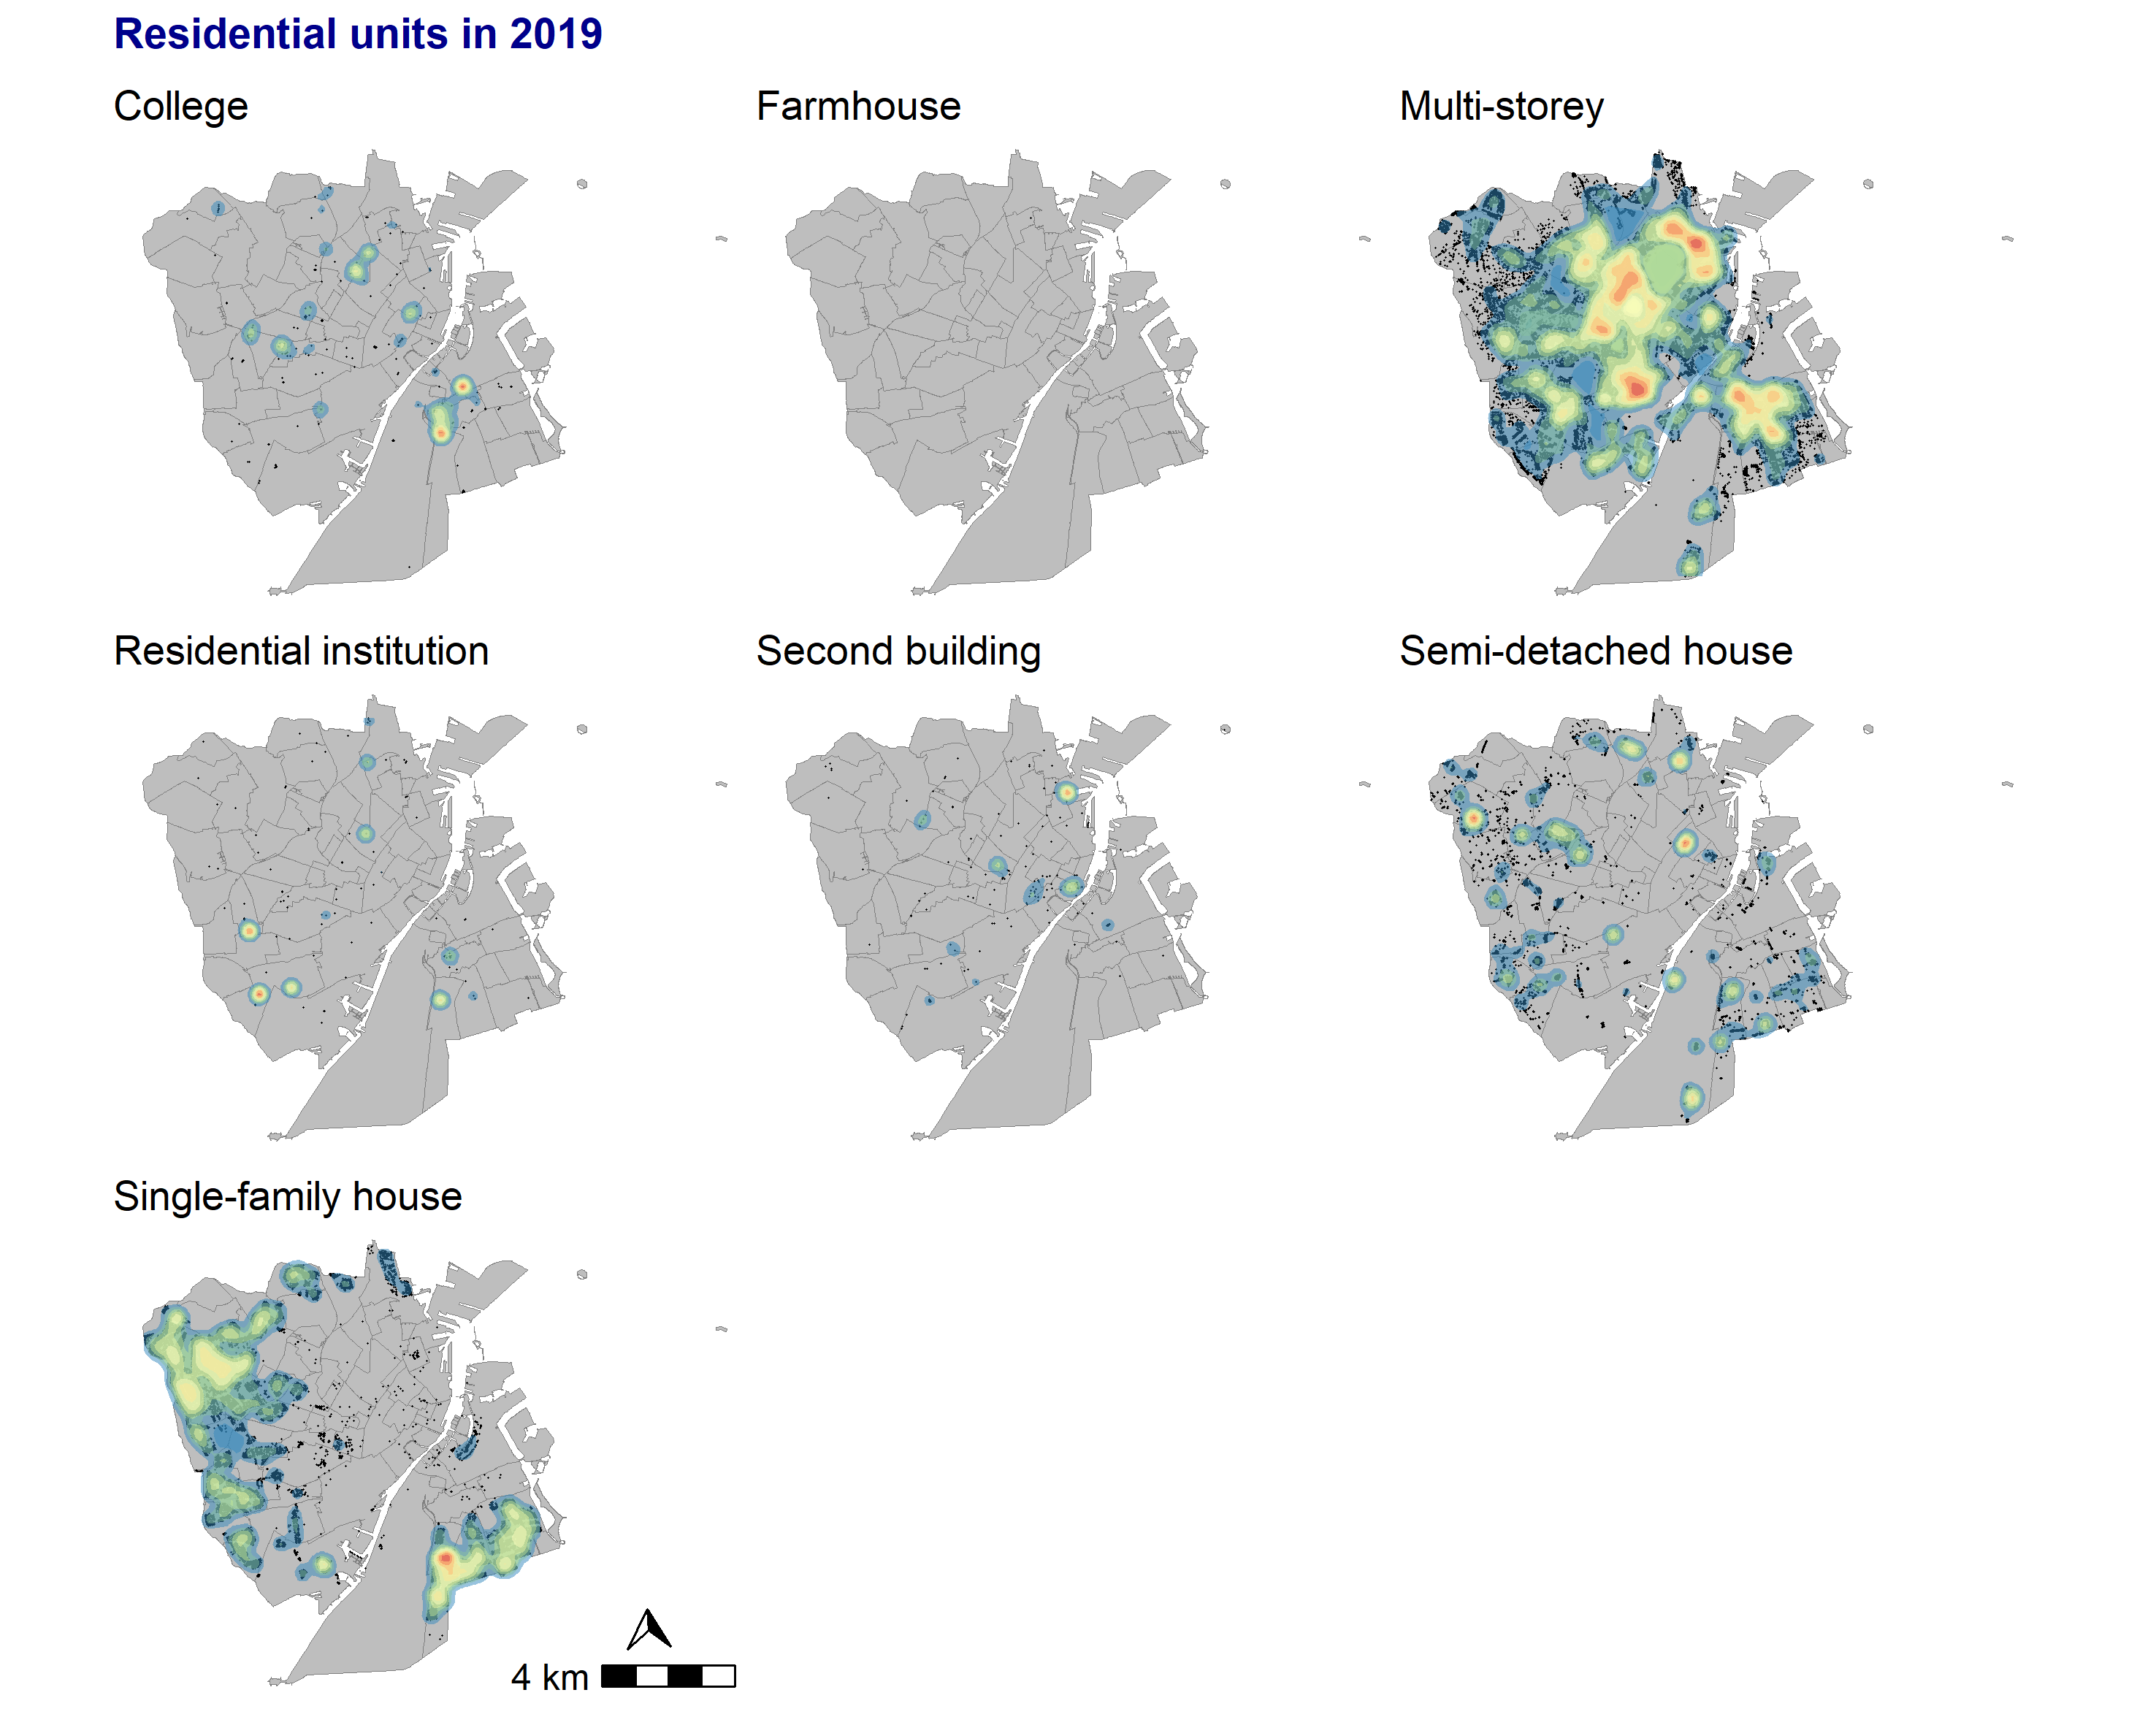 Residential units in 2019
College
Farmhouse
Multi-storey
Residential institution
Second building
Semi-detached house
Single-family house
4 km